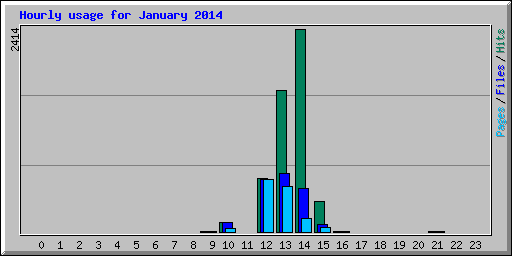 Hourly usage for January 2014
2414
Pages/Files/Hits
0 1 2 3 4 5 6 7 8 9 10 11 12 13 14 15 16 17 18 19 20 21 22 23